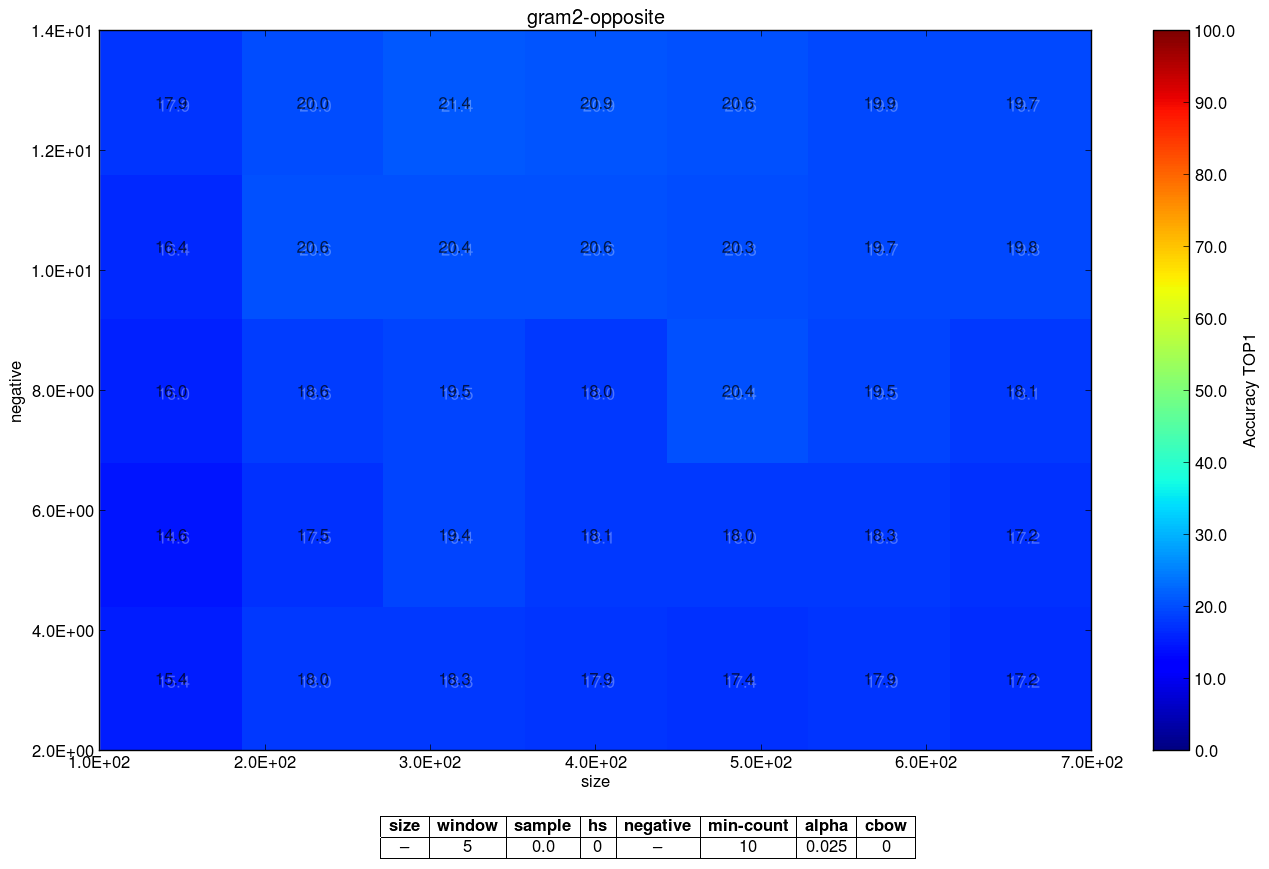 gram2-opposite
1.4E+01
1.2E+01
1.0E+01
8.0E+00
6.0E+00
4.0E+00
2.0E+00
negative
17.9 20.0 21.4 20.9 20.6 19.9 19.7
16.4 20.6 20.4 20.6 20.3 19.7 19.8
16.0 18.6 19.5 18.0 20.4 19.5 18.1
14.6 17.5 19.4 18.1 18.0 18.3 17.2
15.4 18.0 18.3 17.9 17.4 17.9 17.2
1.0E+02 2.0E+02 3.0E+02 4.0E+02 5.0E+02 6.0E+02 7.0E+02
size
100.0
90.0
80.0
70.0
60.0
50.0
40.0
30.0
20.0
10.0
0.0
Accuracy TOP1
size window sample hs negative min-count alpha cbow
– 5 0.0 0 – 10 0.025 0